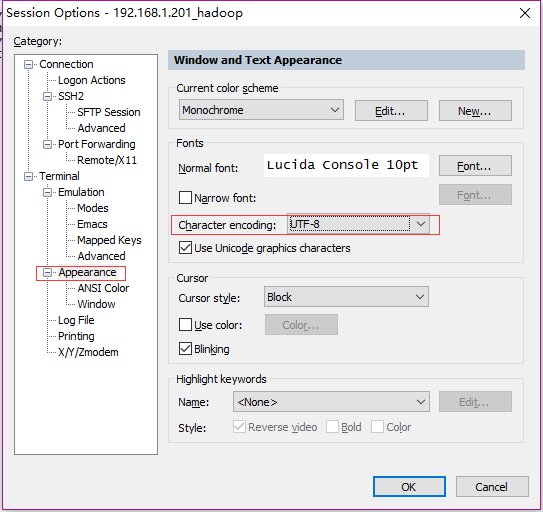 Session Options - 192.168.1.201_hadoop
Category:
Connection
Logon Actions
SSH2
SFTP Session
Advanced
Port Forwarding
Remote/X11
Terminal
Emulation
Modes
Emacs
Mapped Keys
Advanced
Appearance
ANSI Color
Window
Log File
Printing
X/Y/Zmodem
Window and Text Appearance
Current color scheme
Monochrome Edit... New...
Fonts
Normal font: Lucida Console 10pt Font...
Narrow font: Font...
Character encoding: UTF-8
Use Unicode graphics characters
Cursor
Cursor style: Block
Use color: Color...
Blinking
Highlight keywords
Name: <None> Edit...
Style: Reverse video Bold Color
OK Cancel